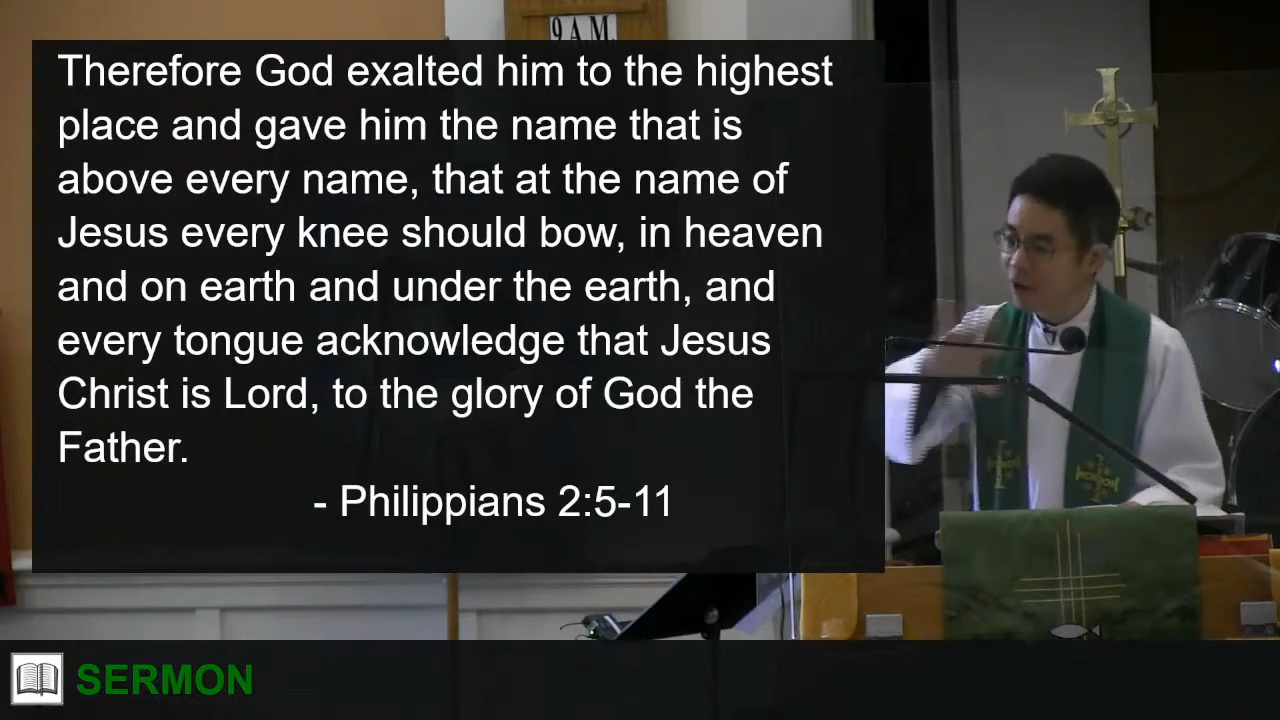 9 A.M.
Therefore God exalted him to the highest
place and gave him the name that is
above every name, that at the name of
Jesus every knee should bow, in heaven
and on earth and under the earth, and
every tongue acknowledge that Jesus
Christ is Lord, to the glory of God the
Father.
- Philippians 2:5-11
SERMON